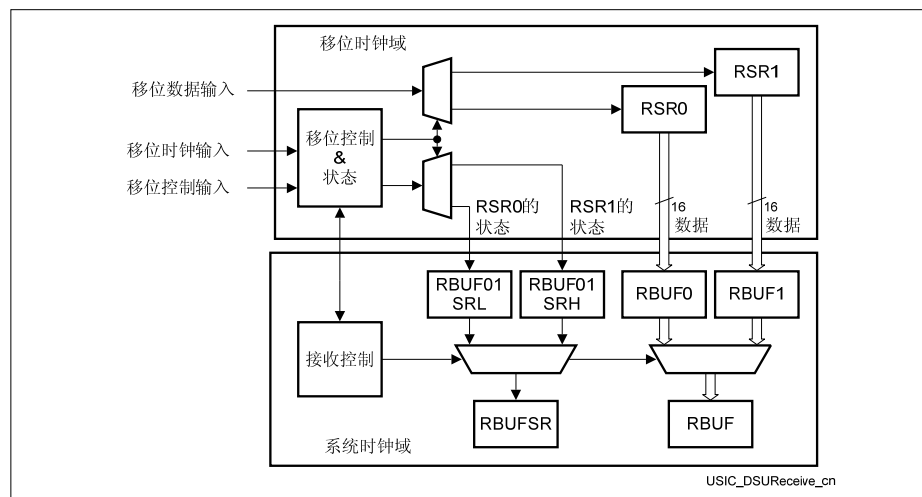 移位时钟域
移位数据输入
RSR1
RSR0
移位控制
&
状态
移位时钟输入
移位控制输入
RSR0的
状态
RSR1的
状态
16
数据
16
数据
RBUF01
SRL
RBUF01
SRH
RBUF0
RBUF1
接收控制
RBUFSR
RBUF
系统时钟域
USIC_DSUReceive_cn